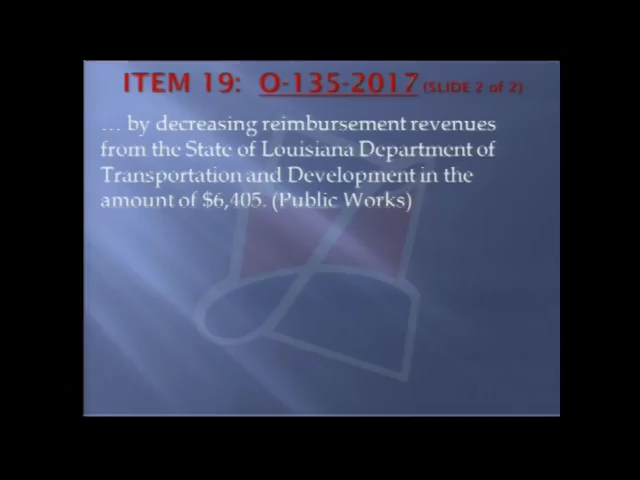 ITEM 19: O-135-2017 (SLIDE 2 of 2)
... by decreasing reimbursement revenues
from the State of Louisiana Department of
Transportation and Development in the
amount of $6,405. (Public Works)